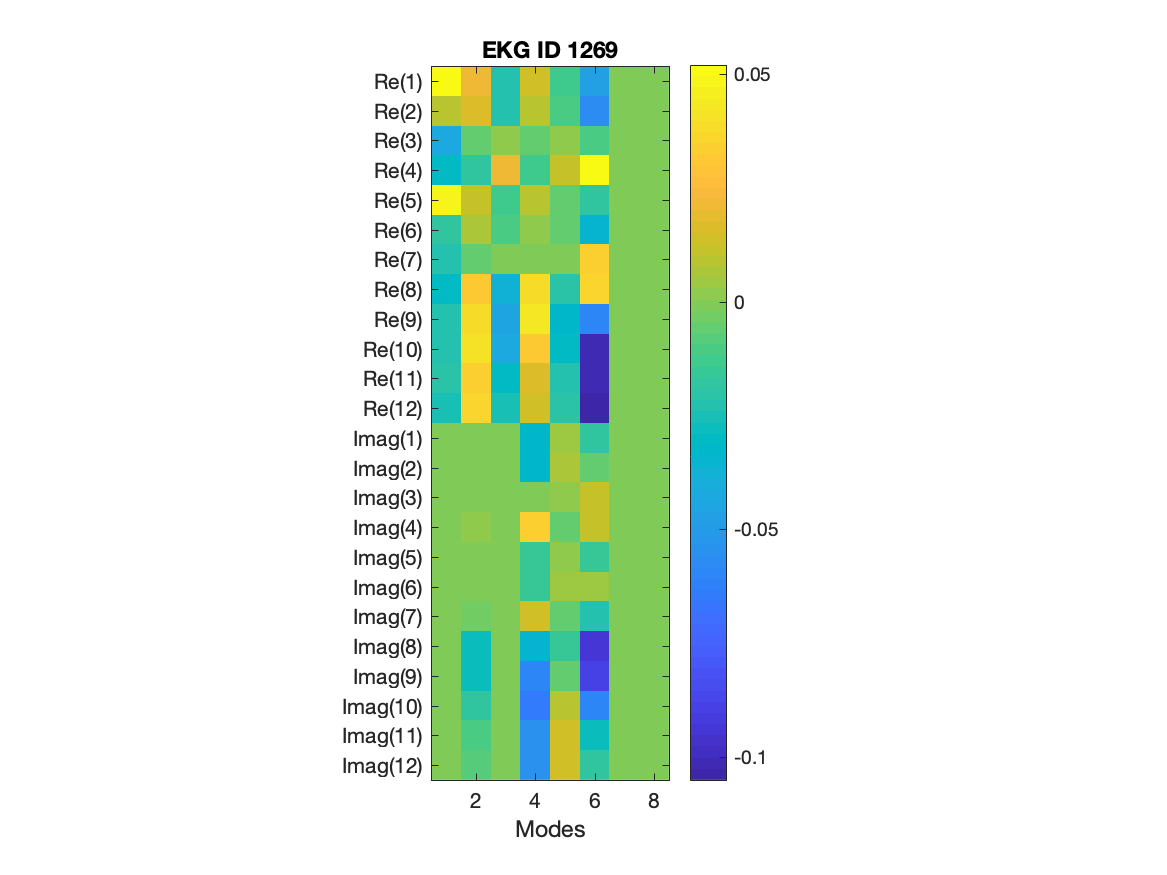 EKG ID 1269
Re(1)
Re(2)
Re(3)
Re(4)
Re(5)
Re(6)
Re(7)
Re(8)
Re(9)
Re(10)
Re(11)
Re(12)
Imag(1)
Imag(2)
Imag(3)
Imag(4)
Imag(5)
Imag(6)
Imag(7)
Imag(8)
Imag(9)
Imag(10)
Imag(11)
Imag(12)
2 4 6 8
Modes
0.05
0
-0.05
-0.1